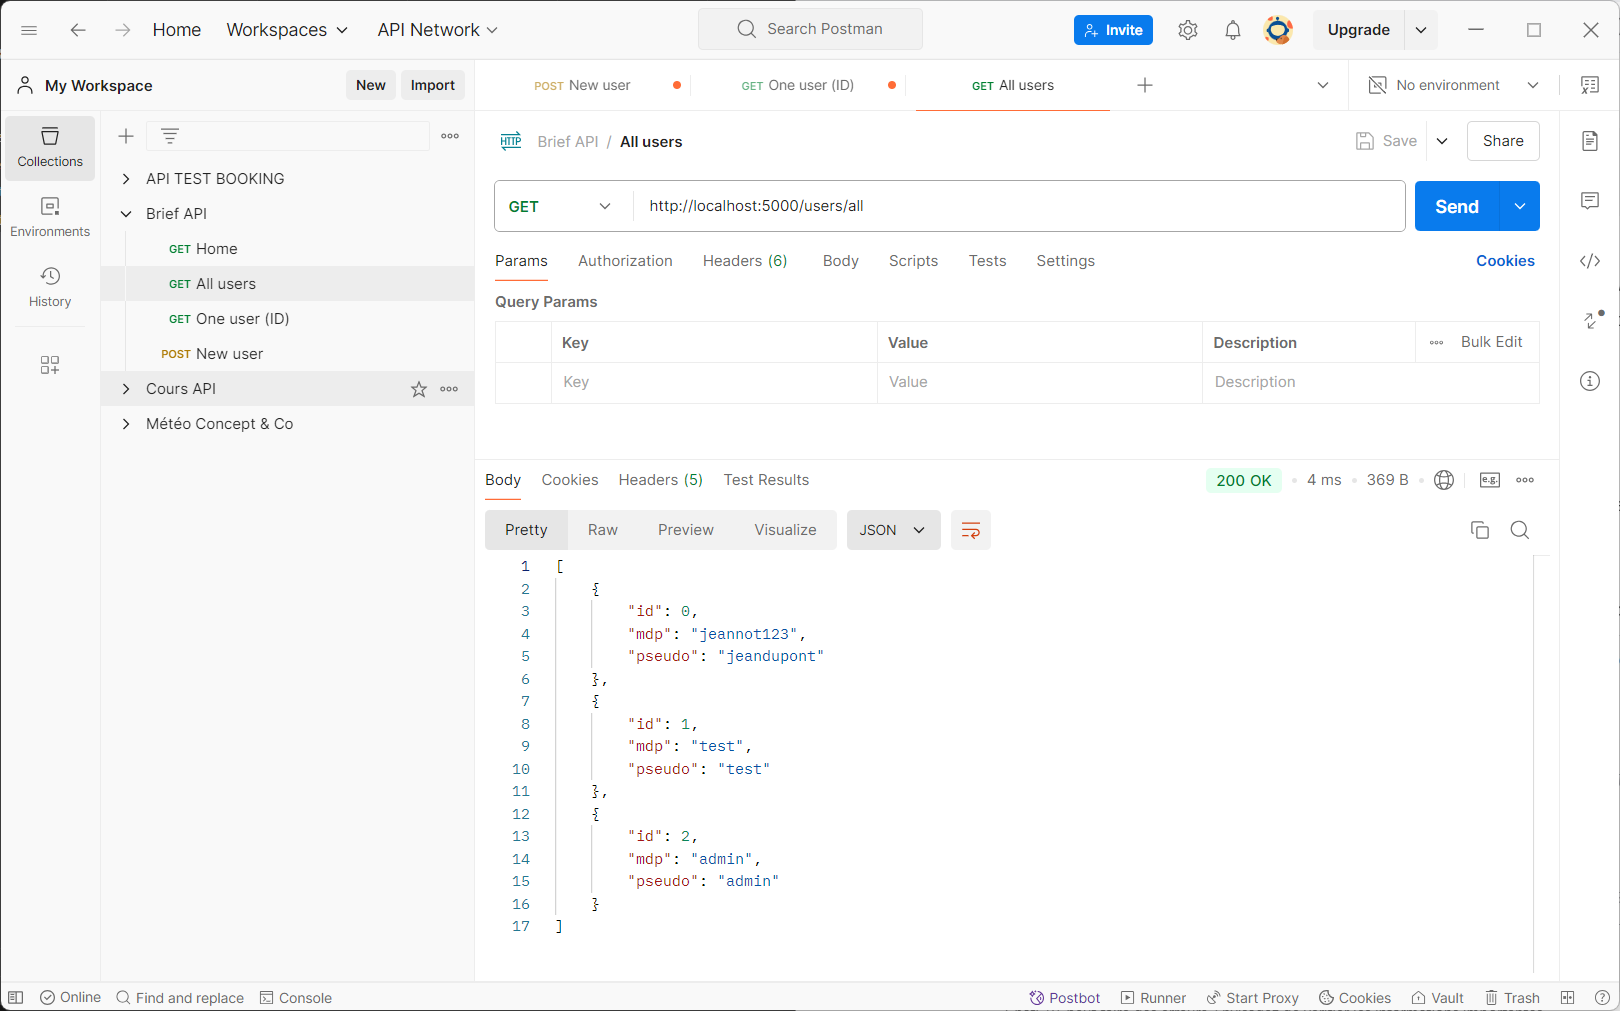 Home Workspaces API Network Search Postman Invite Upgrade
My Workspace New Import POST New user GET One user (ID) GET All users No environment
Collections
Environments
History
API TEST BOOKING
Brief API
GET Home
GET All users
GET One user (ID)
POST New user
Cours API
Météo Concept & Co
HTTP Brief API / All users Save Share
GET http://localhost:5000/users/all Send
Params Authorization Headers (6) Body Scripts Tests Settings Cookies
Query Params
Key Value Description Bulk Edit
Key Value Description
Body Cookies Headers (5) Test Results 200 OK 4 ms 369 B e.g.
Pretty Raw Preview Visualize JSON
1 [
2 {
3 "id": 0,
4 "mdp": "jeannot123",
5 "pseudo": "jeandupont"
6 },
7 {
8 "id": 1,
9 "mdp": "test",
10 "pseudo": "test"
11 },
12 {
13 "id": 2,
14 "mdp": "admin",
15 "pseudo": "admin"
16 }
17 ]
Online Find and replace Console Postbot Runner Start Proxy Cookies Vault Trash